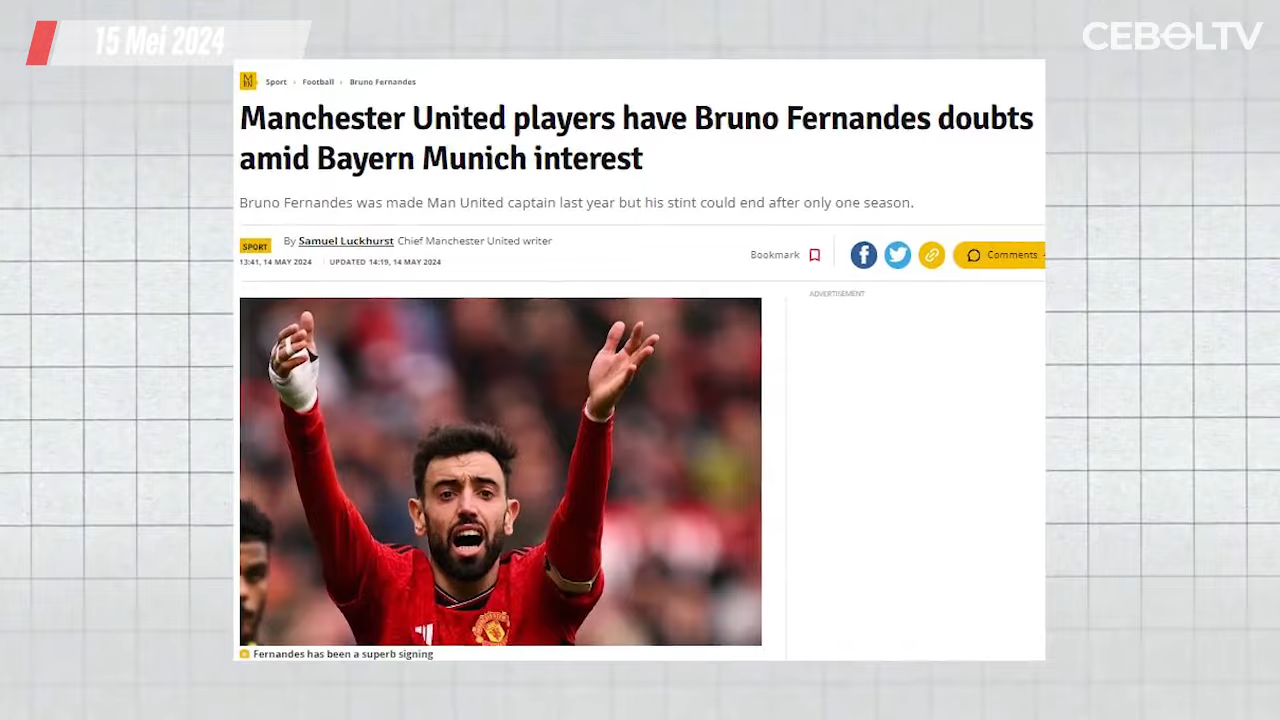 15 Mei 2024
CEBOLTV
MEN
Sport › Football › Bruno Fernandes
Manchester United players have Bruno Fernandes doubts
amid Bayern Munich interest
Bruno Fernandes was made Man United captain last year but his stint could end after only one season.
SPORT
By Samuel Luckhurst Chief Manchester United writer
13:41, 14 MAY 2024 | UPDATED 14:19, 14 MAY 2024
Bookmark
Comments
ADVERTISEMENT
Fernandes has been a superb signing